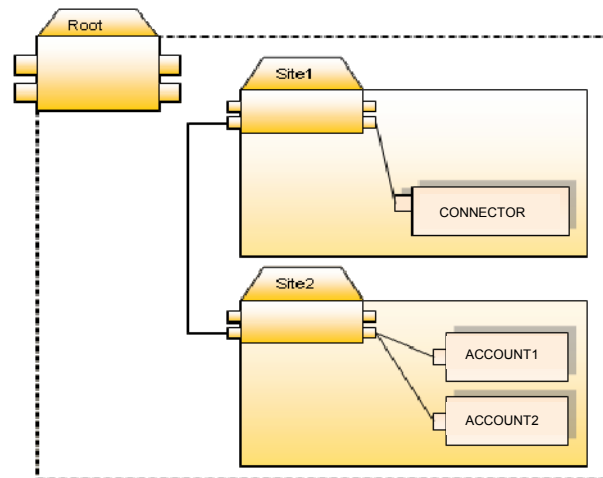 Root
Site1
CONNECTOR
Site2
ACCOUNT1
ACCOUNT2